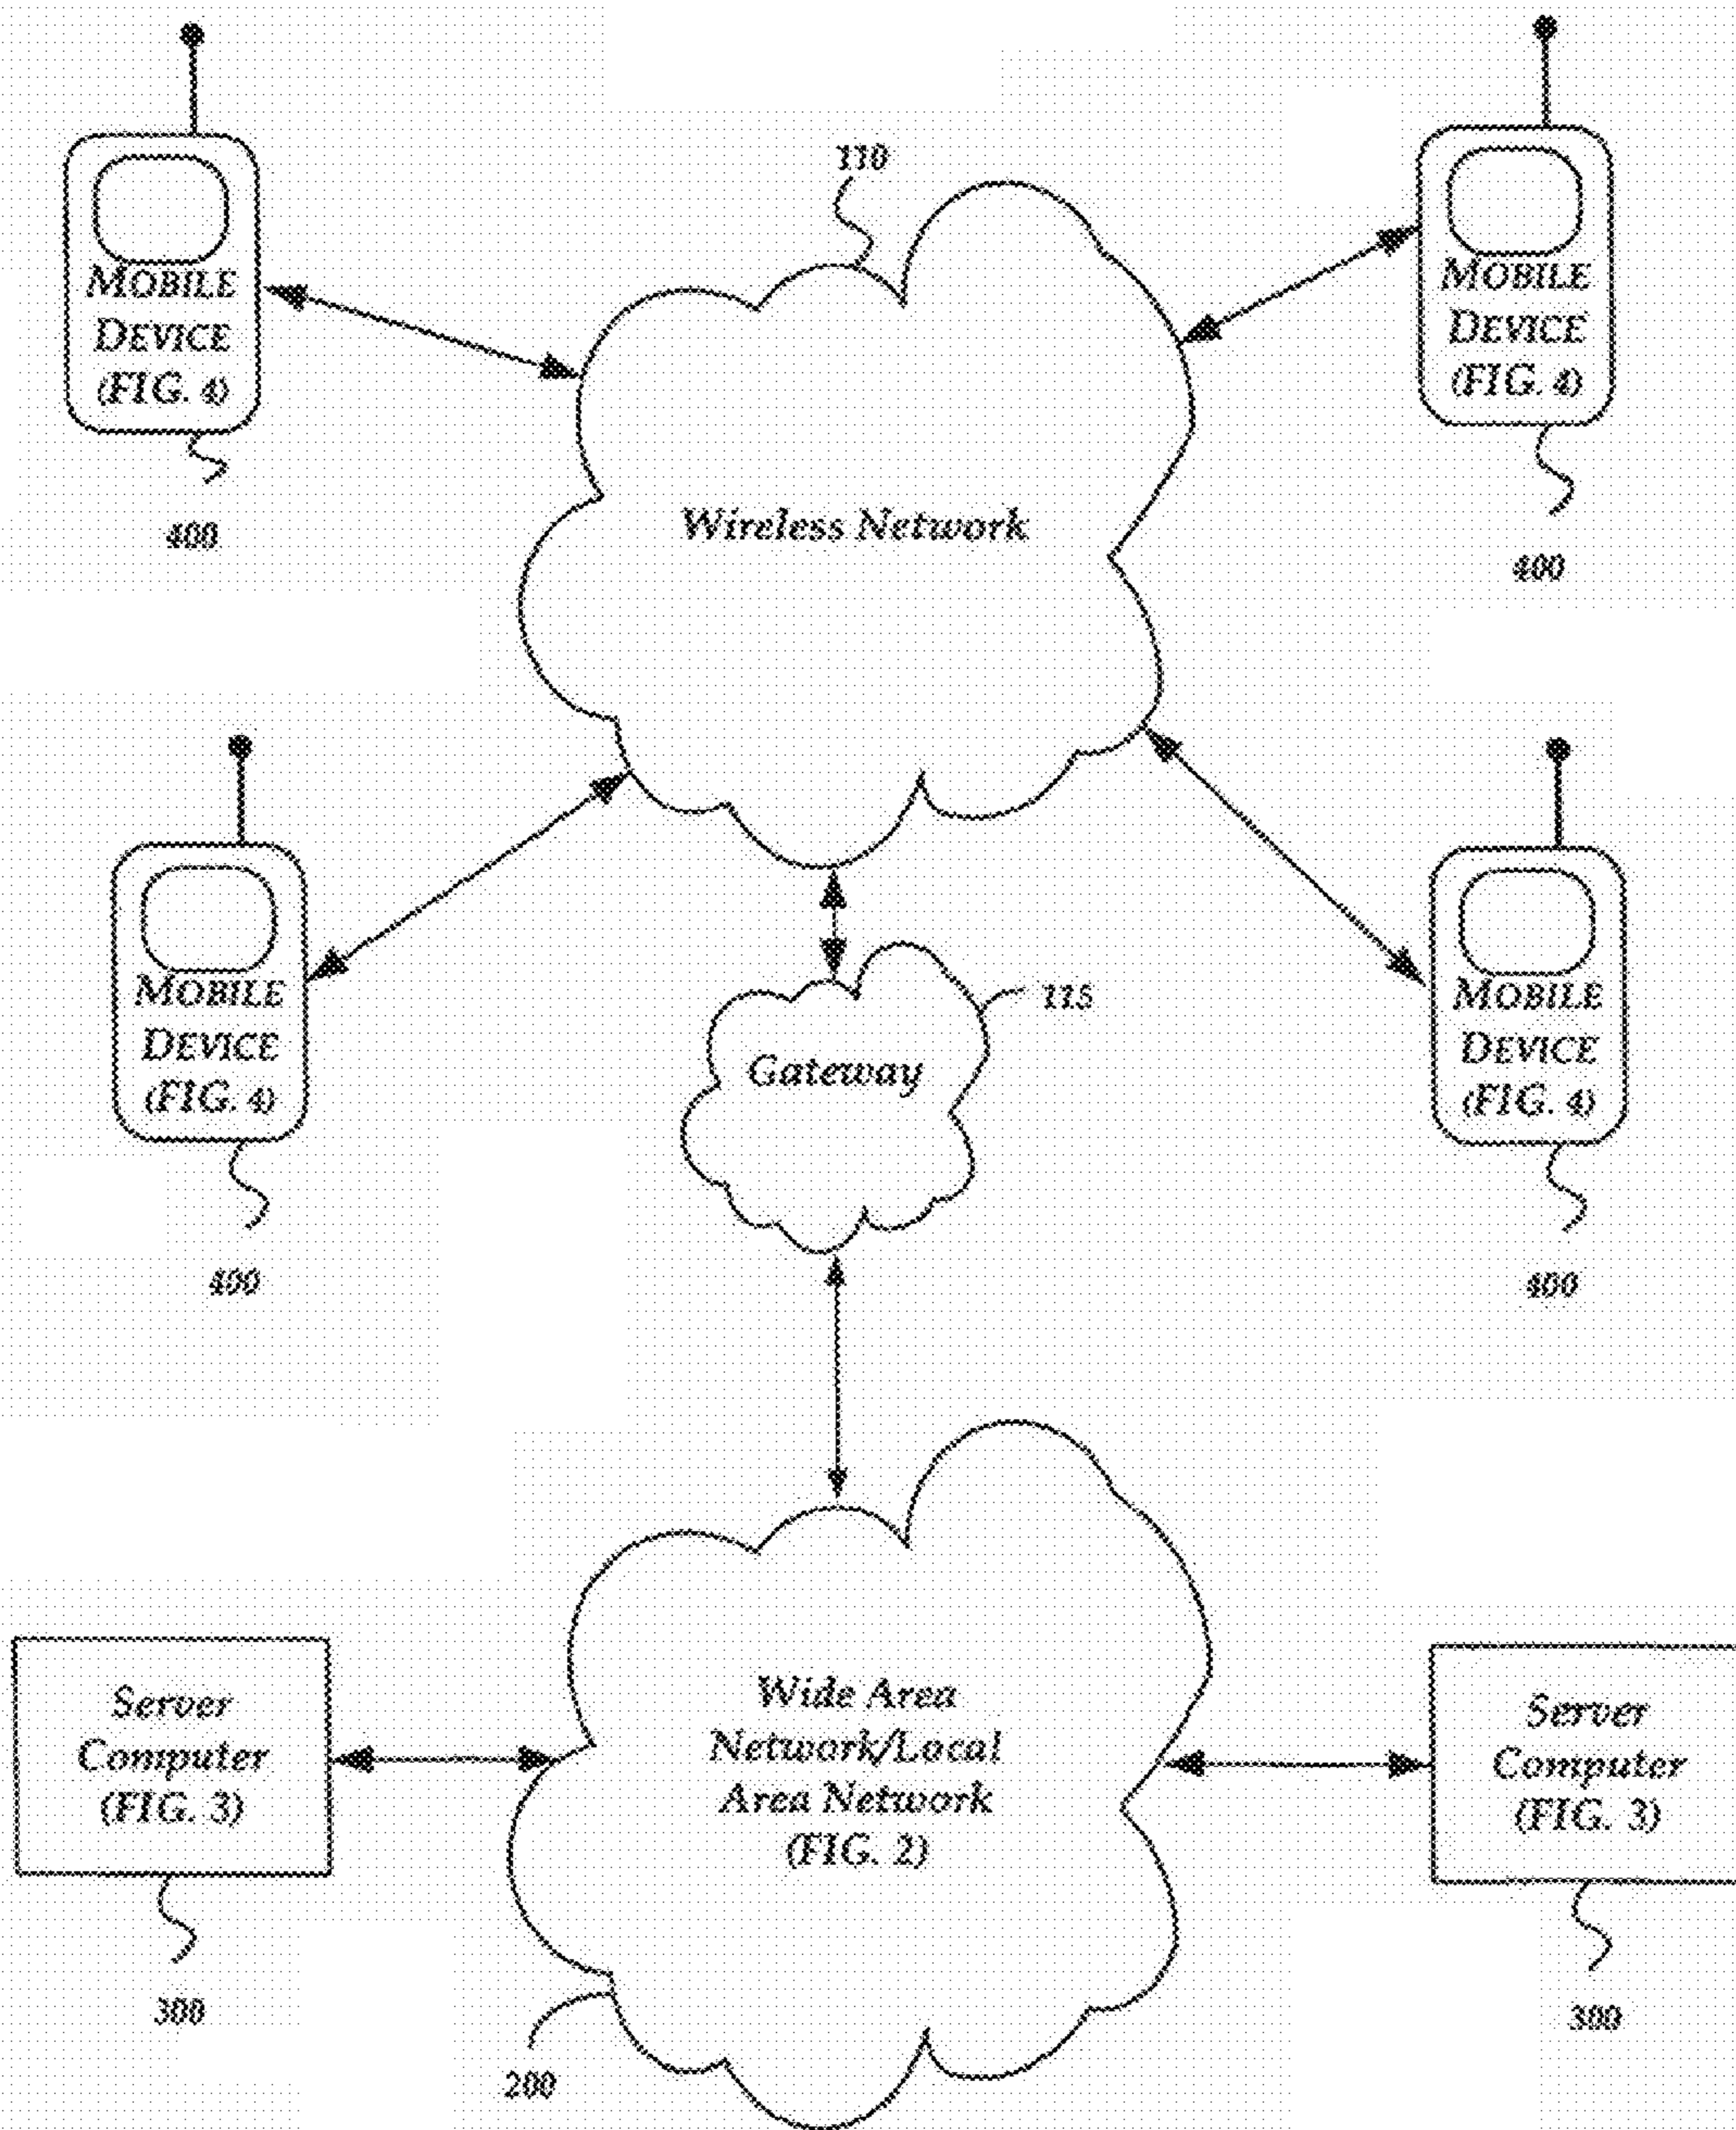 110
MOBILE
DEVICE
(FIG. 4)
400
MOBILE
DEVICE
(FIG. 4)
400
Wireless Network
MOBILE
DEVICE
(FIG. 4)
400
115
Gateway
MOBILE
DEVICE
(FIG. 4)
400
Server
Computer
(FIG. 3)
300
Wide Area
Network/Local
Area Network
(FIG. 2)
200
Server
Computer
(FIG. 3)
300